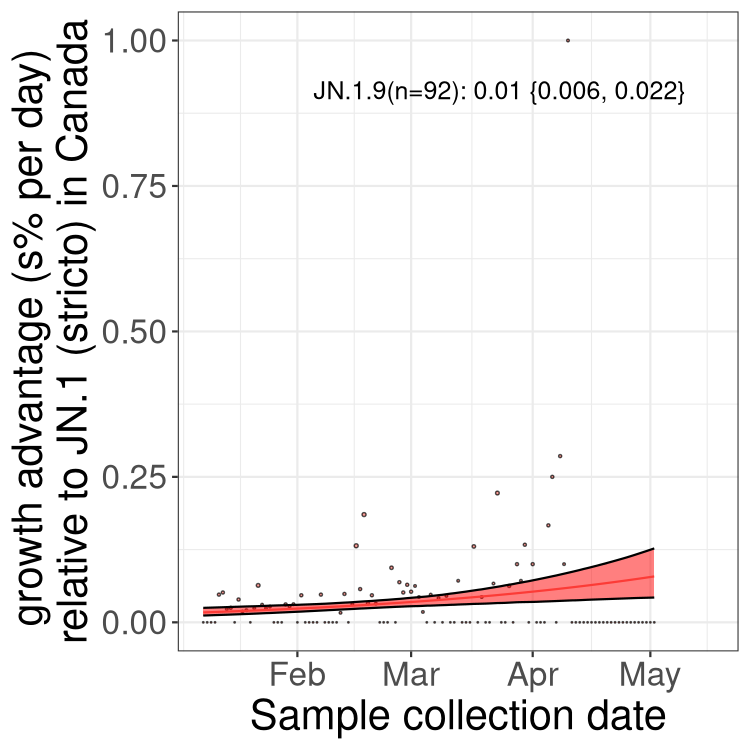 growth advantage (s% per day)
relative to JN.1 (stricto) in Canada
1.00
JN.1.9(n=92): 0.01 {0.006, 0.022}
0.75
0.50
0.25
0.00
Feb Mar Apr May
Sample collection date